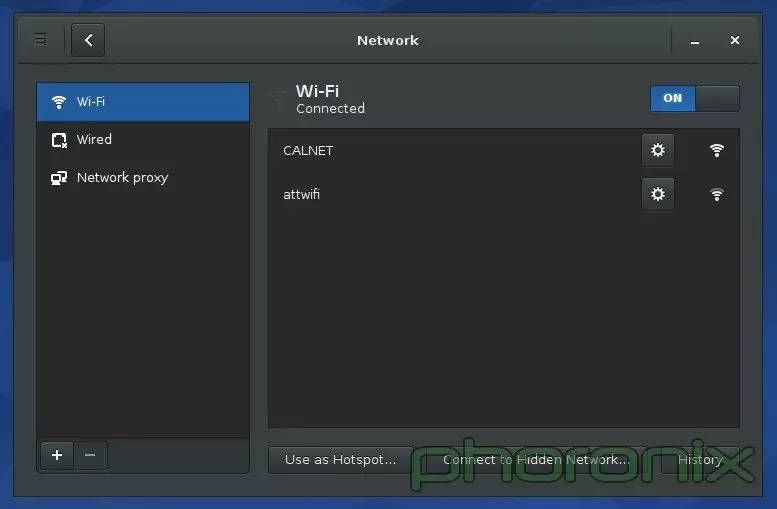 Network
Wi-Fi
Wired
Network proxy
Wi-Fi
Connected
ON
CALNET
attwifi
Use as Hotspot...
Connect to Hidden Network...
History
phoronix